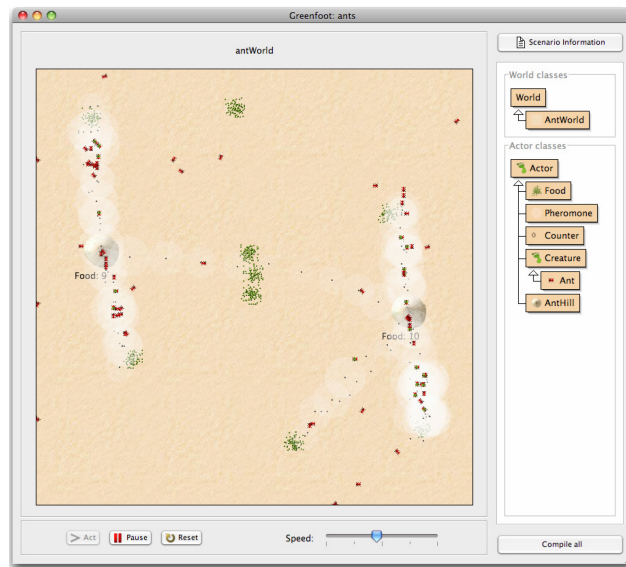 Greenfoot: ants
antWorld
Scenario Information
World classes
World
AntWorld
Actor classes
Actor
Food
Pheromone
Counter
Creature
Ant
AntHill
Food: 9
Food: 10
Act
Pause
Reset
Speed:
Compile all